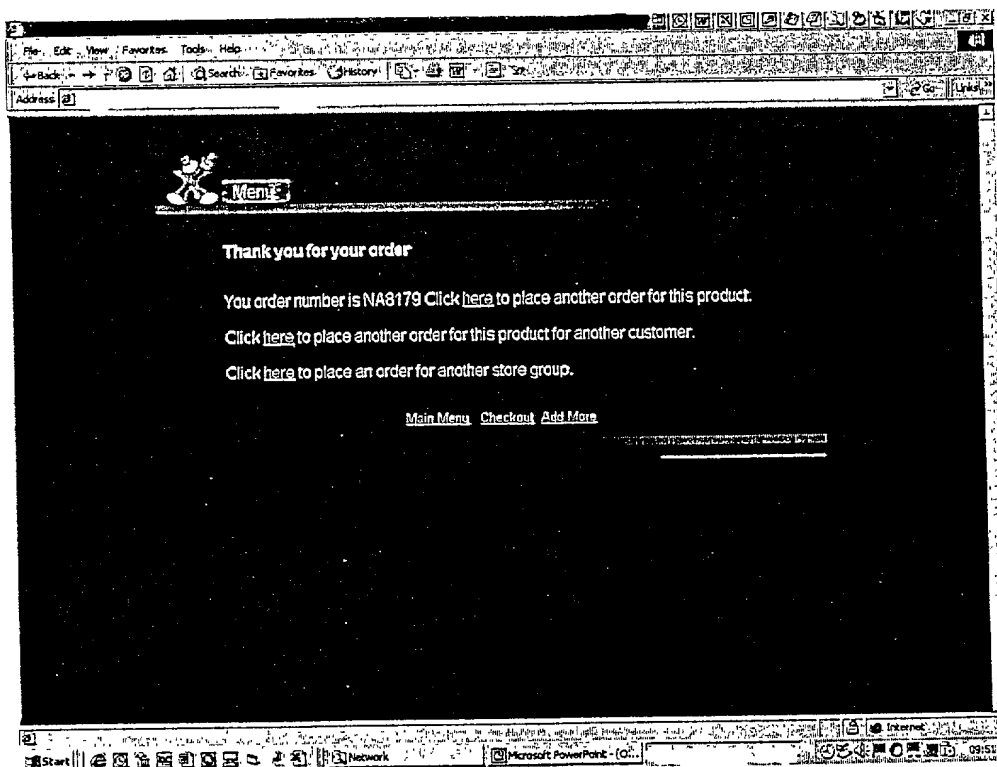 File Edit View Favorites Tools Help
Back Search Favorites History
Address Go Links
Menu
Thank you for your order
You order number is NA8179 Click here to place another order for this product.
Click here to place another order for this product for another customer.
Click here to place an order for another store group.
Main Menu Checkout Add More
Internet
Start Network Microsoft PowerPoint - [O... 09:51